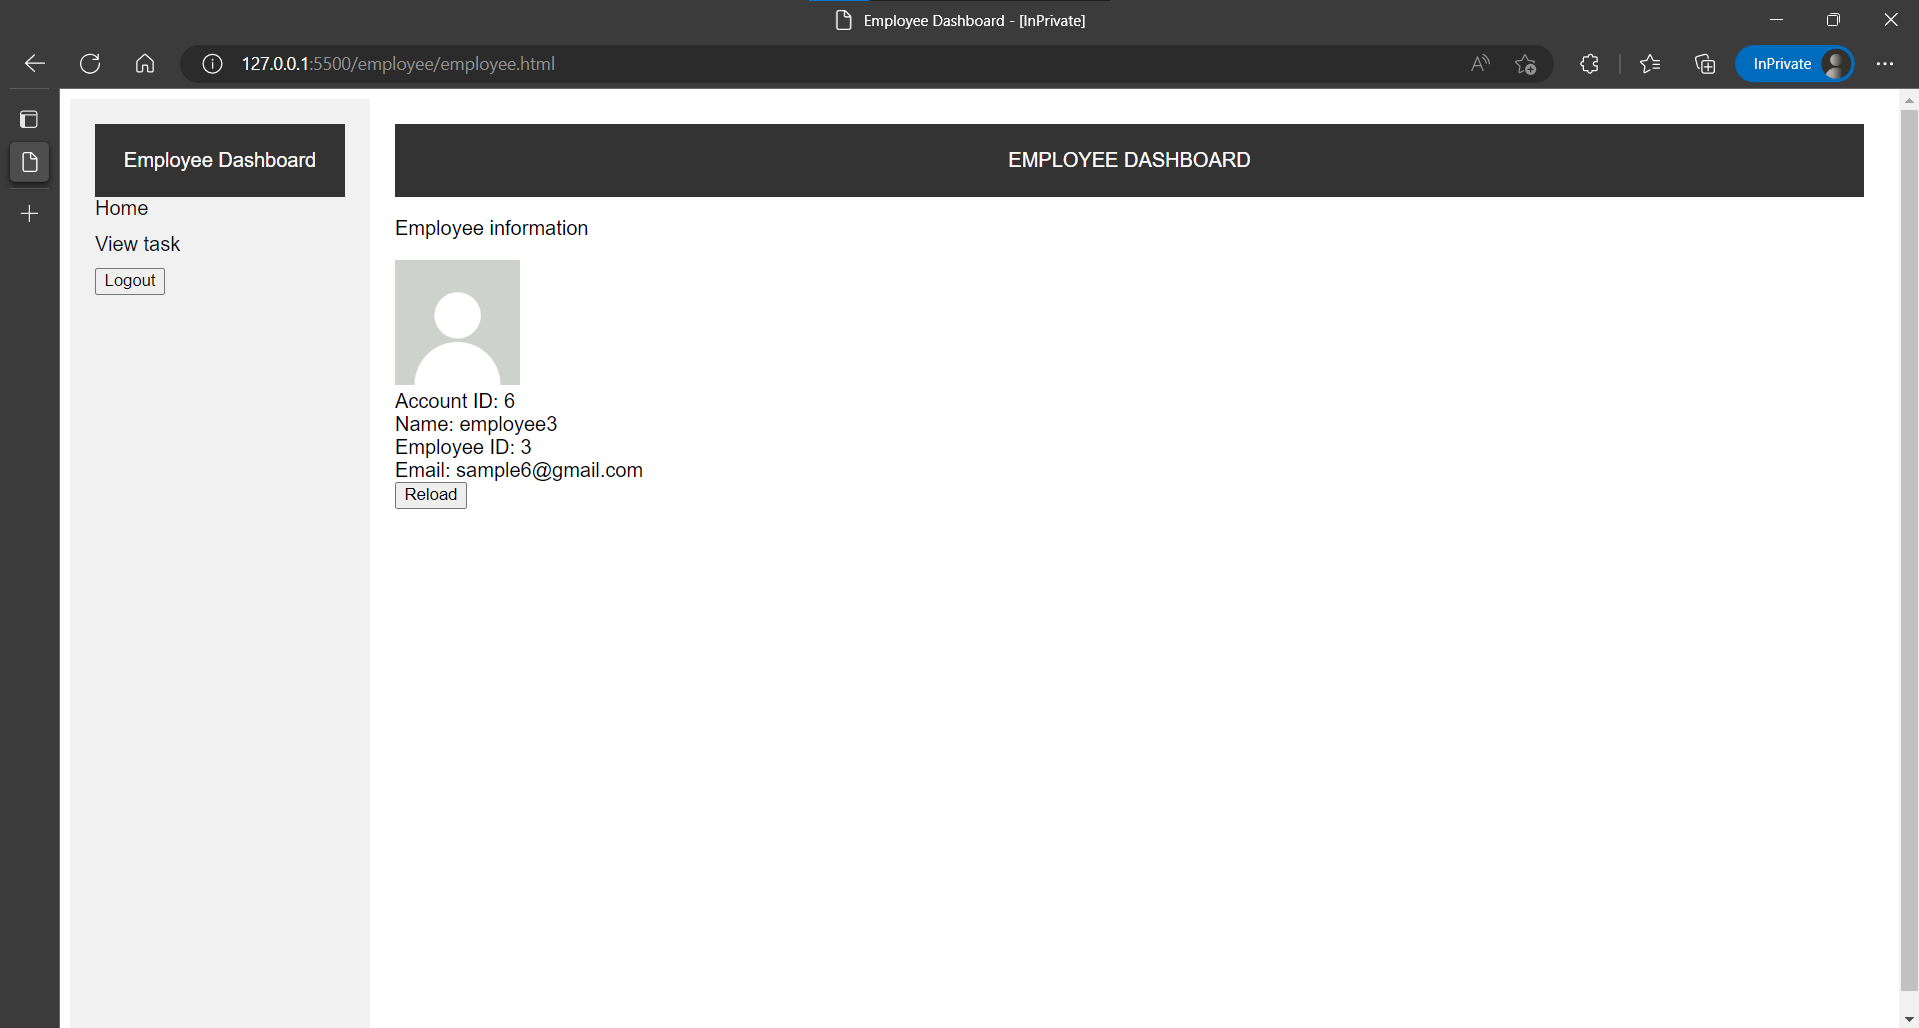 Employee Dashboard - [InPrivate]
127.0.0.1:5500/employee/employee.html
InPrivate
Employee Dashboard
Home
View task
Logout
EMPLOYEE DASHBOARD
Employee information
Account ID: 6
Name: employee3
Employee ID: 3
Email: sample6@gmail.com
Reload